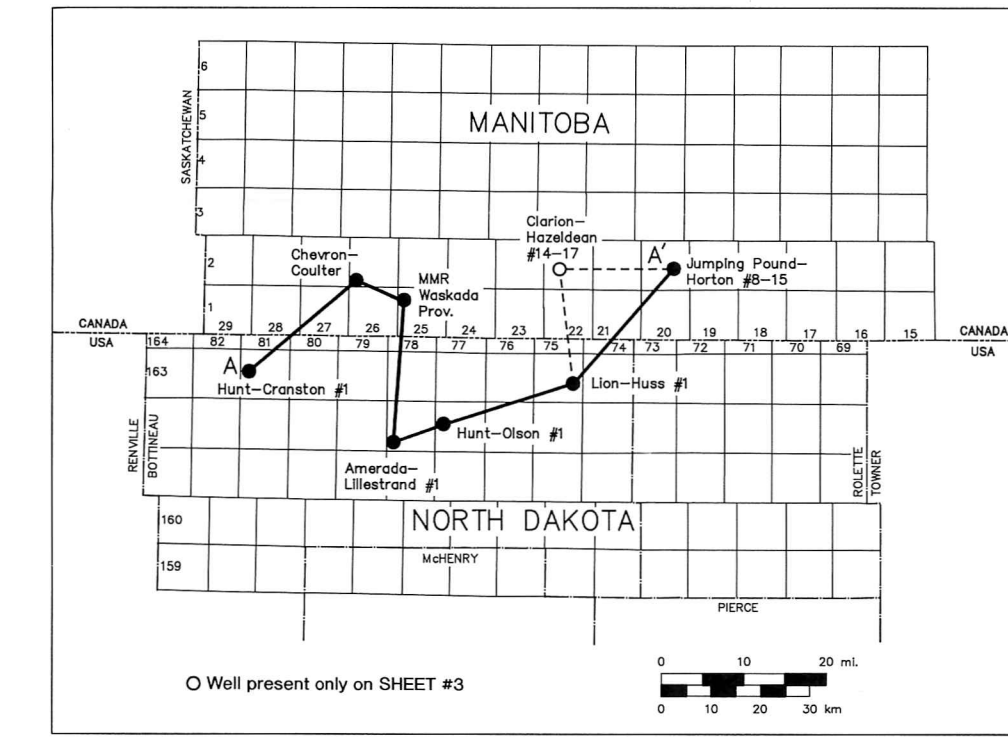 6
MANITOBA
5
SASKATCHEWAN
4
3
Clarion–
Hazeldean
#14–17
A'
Jumping Pound–
Horton #8–15
2
Chevron–
Coulter
MMR
Waskada
Prov.
1
CANADA
29 28 27 26 25 24 23 22 21 20 19 18 17 16 15
CANADA
USA
164 82 81 80 79 78 77 76 75 74 73 72 71 70 69
USA
163
A
Hunt–Cranston #1
Lion–Huss #1
Hunt–Olson #1
RENVILLE
BOTTINEAU
Amerada–
Lillestrand #1
ROLETTE
TOWNER
160
NORTH DAKOTA
159
McHENRY
PIERCE
0 10 20 mi.
O Well present only on SHEET #3
0 10 20 30 km